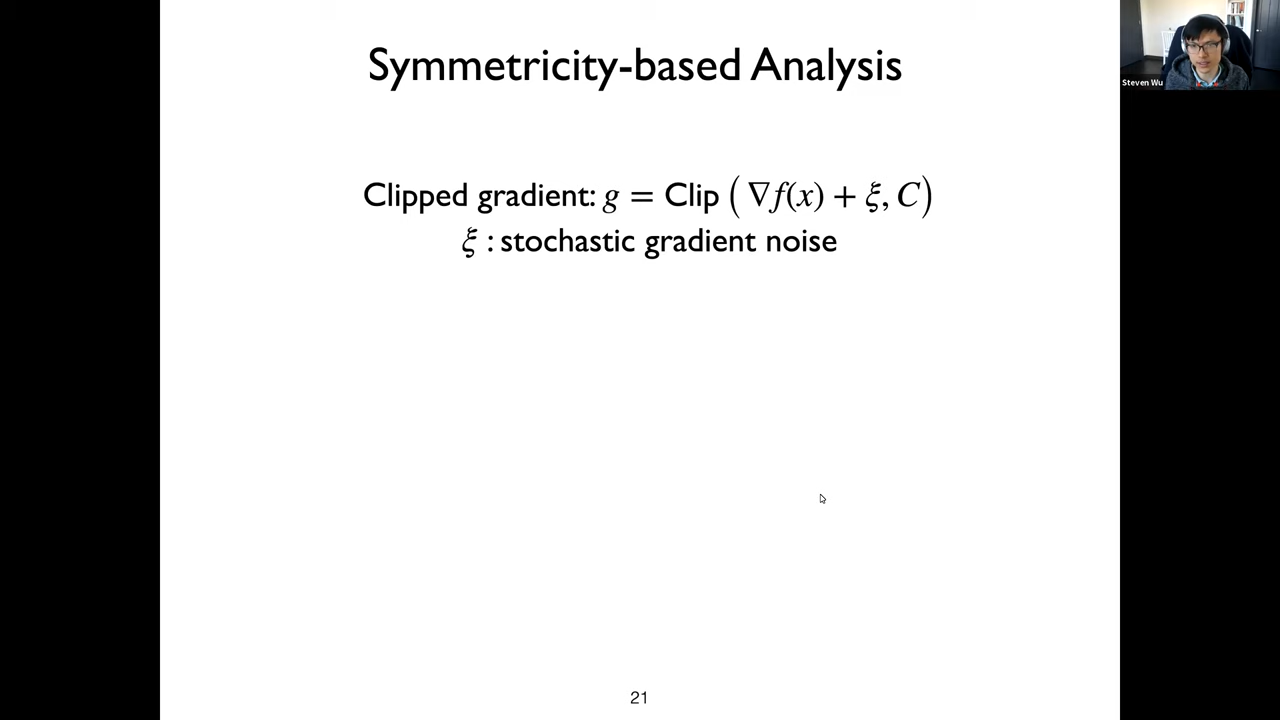 Symmetricity-based Analysis
Steven Wu
Clipped gradient: g = Clip ( ∇f(x) + ξ, C)
ξ : stochastic gradient noise
21